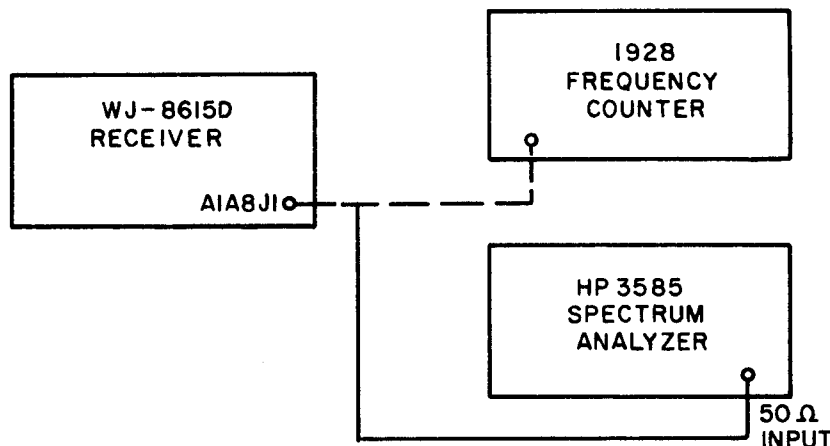 WJ-8615D
RECEIVER
A1A8J1
1928
FREQUENCY
COUNTER
HP 3585
SPECTRUM
ANALYZER
50 Ω
INPUT